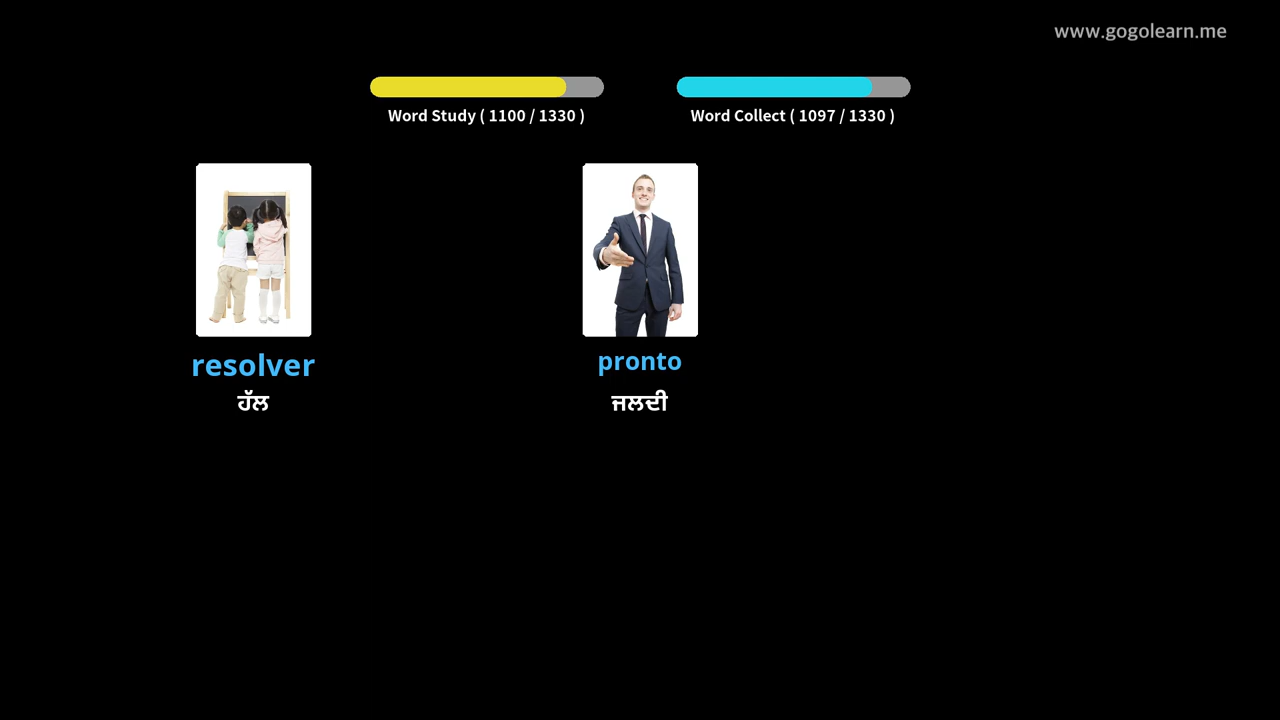 www.gogolearn.me
Word Study ( 1100 / 1330 )
Word Collect ( 1097 / 1330 )
resolver
ਹੱਲ
pronto
ਜਲਦੀ